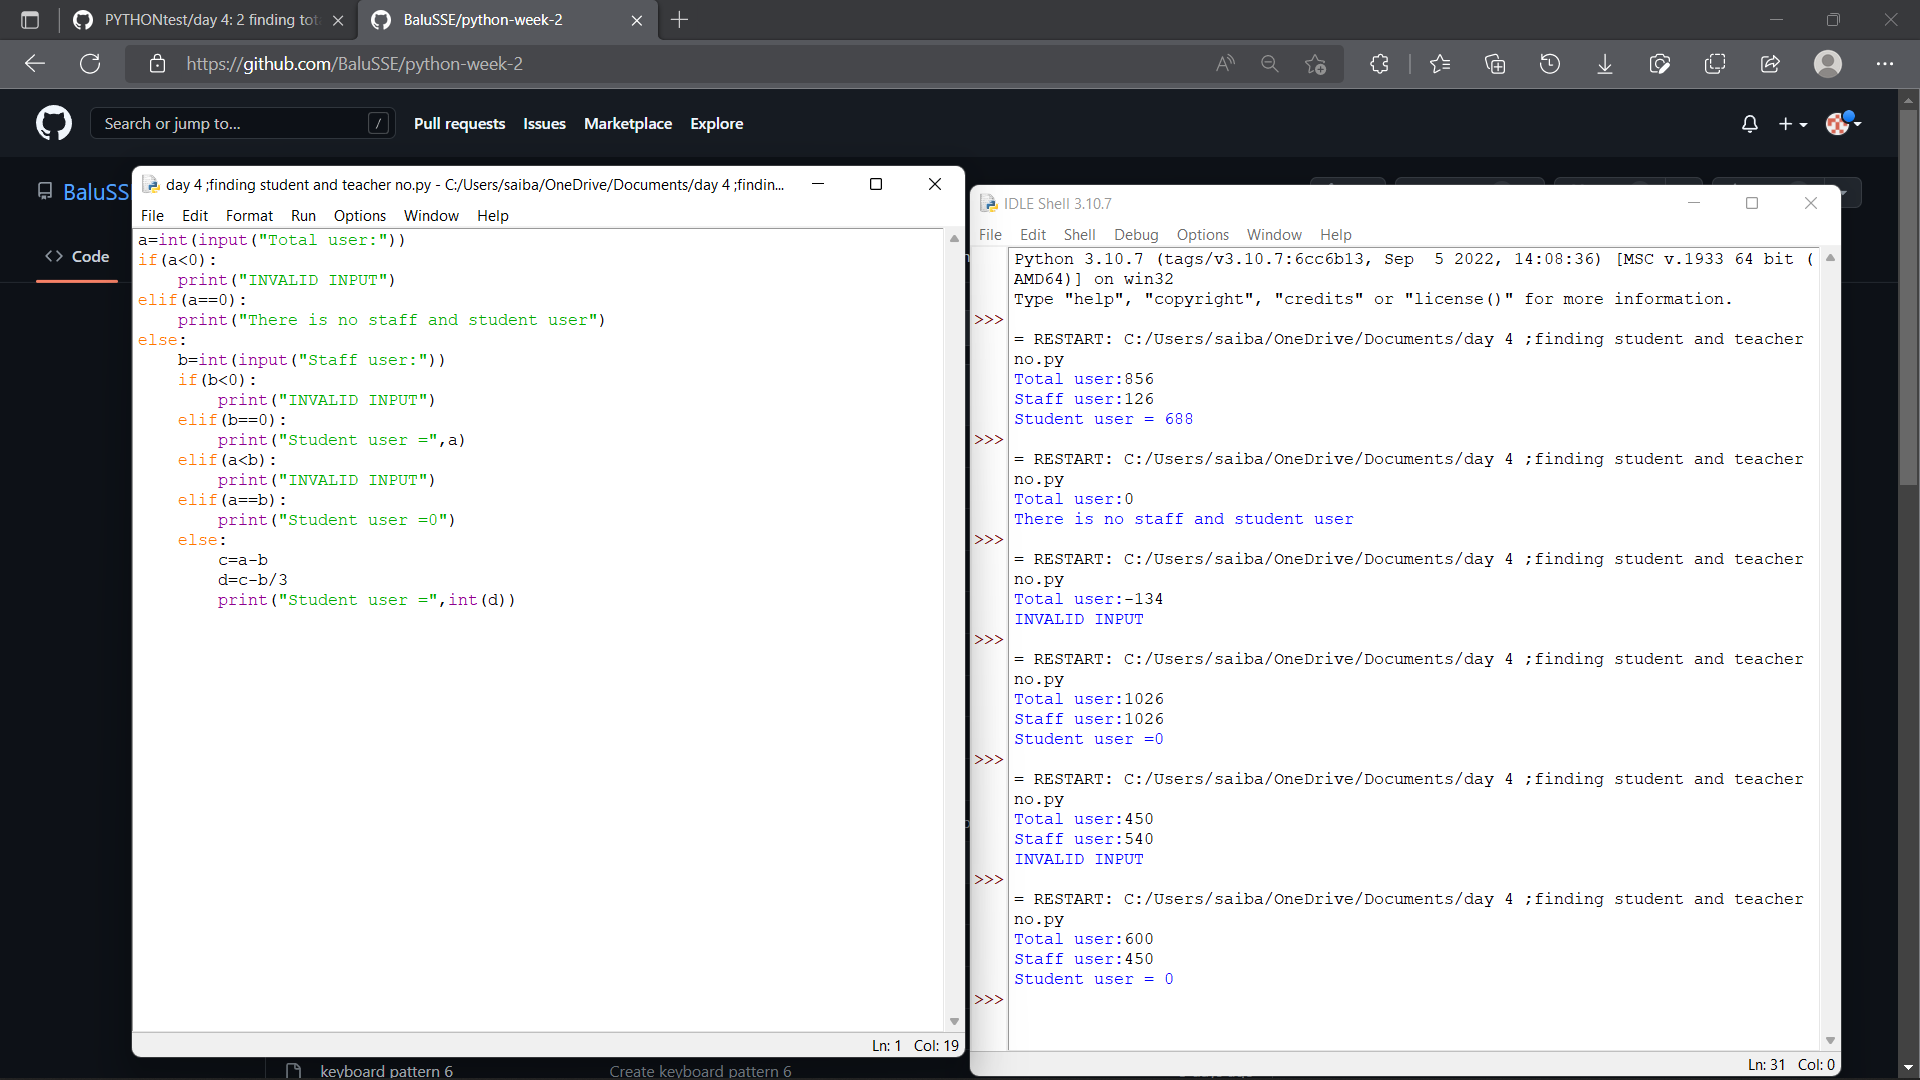 PYTHONtest/day 4: 2 finding tot
BaluSSE/python-week-2
https://github.com/BaluSSE/python-week-2
Search or jump to...
/
Pull requests
Issues
Marketplace
Explore
BaluSS
Code
day 4 ;finding student and teacher no.py - C:/Users/saiba/OneDrive/Documents/day 4 ;findin...
File Edit Format Run Options Window Help
a=int(input("Total user:"))
if(a<0):
    print("INVALID INPUT")
elif(a==0):
    print("There is no staff and student user")
else:
    b=int(input("Staff user:"))
    if(b<0):
        print("INVALID INPUT")
    elif(b==0):
        print("Student user =",a)
    elif(a<b):
        print("INVALID INPUT")
    elif(a==b):
        print("Student user =0")
    else:
        c=a-b
        d=c-b/3
        print("Student user =",int(d))
Ln: 1 Col: 19
IDLE Shell 3.10.7
File Edit Shell Debug Options Window Help
Python 3.10.7 (tags/v3.10.7:6cc6b13, Sep  5 2022, 14:08:36) [MSC v.1933 64 bit (
AMD64)] on win32
Type "help", "copyright", "credits" or "license()" for more information.
>>>
= RESTART: C:/Users/saiba/OneDrive/Documents/day 4 ;finding student and teacher
no.py
Total user:856
Staff user:126
Student user = 688
>>>
= RESTART: C:/Users/saiba/OneDrive/Documents/day 4 ;finding student and teacher
no.py
Total user:0
There is no staff and student user
>>>
= RESTART: C:/Users/saiba/OneDrive/Documents/day 4 ;finding student and teacher
no.py
Total user:-134
INVALID INPUT
>>>
= RESTART: C:/Users/saiba/OneDrive/Documents/day 4 ;finding student and teacher
no.py
Total user:1026
Staff user:1026
Student user =0
>>>
= RESTART: C:/Users/saiba/OneDrive/Documents/day 4 ;finding student and teacher
no.py
Total user:450
Staff user:540
INVALID INPUT
>>>
= RESTART: C:/Users/saiba/OneDrive/Documents/day 4 ;finding student and teacher
no.py
Total user:600
Staff user:450
Student user = 0
>>>
Ln: 31 Col: 0
keyboard pattern 6
Create keyboard pattern 6